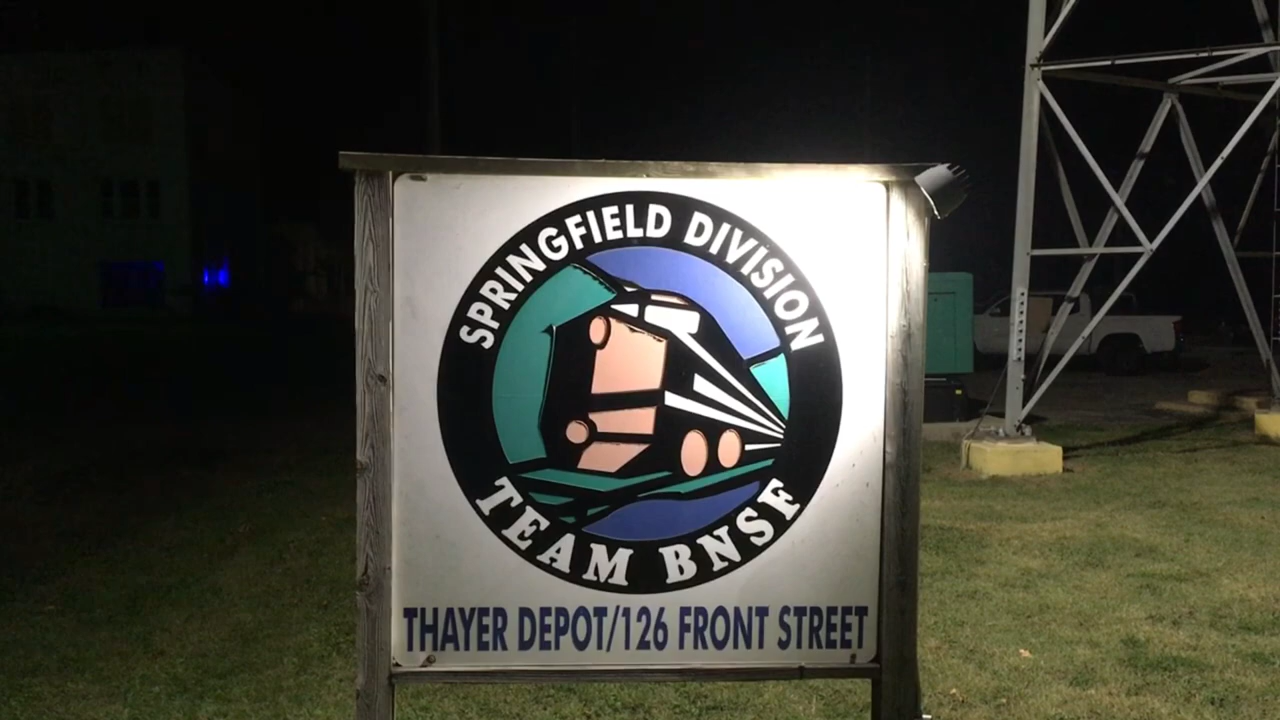 SPRINGFIELD DIVISION
TEAM BNSF
THAYER DEPOT/126 FRONT STREET